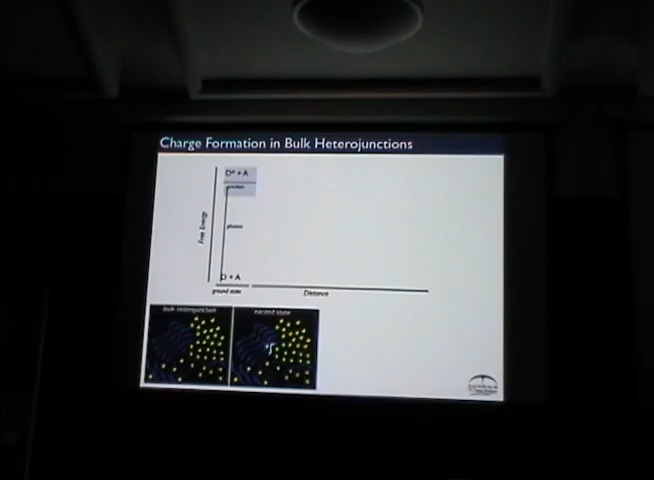 Charge Formation in Bulk Heterojunctions
D* + A
exciton
Free Energy
photon
D + A
ground state
Distance
bulk heterojunction
excited state